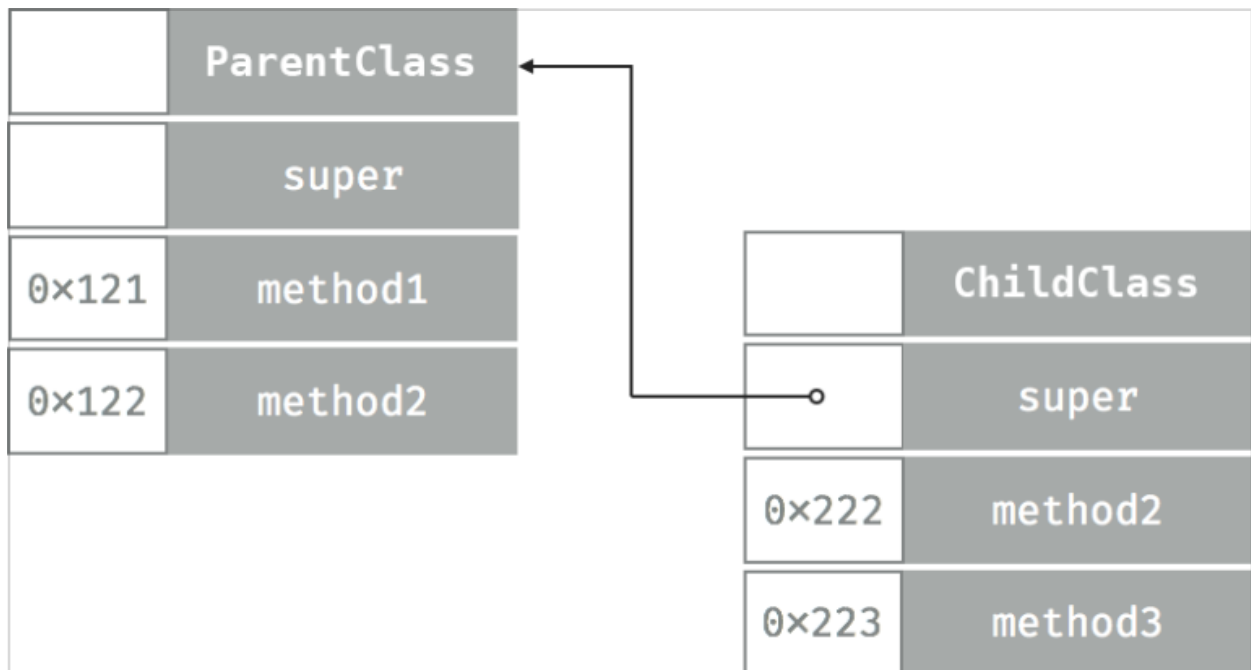 ParentClass
super
0×121 method1
0×122 method2
ChildClass
super
0×222 method2
0×223 method3